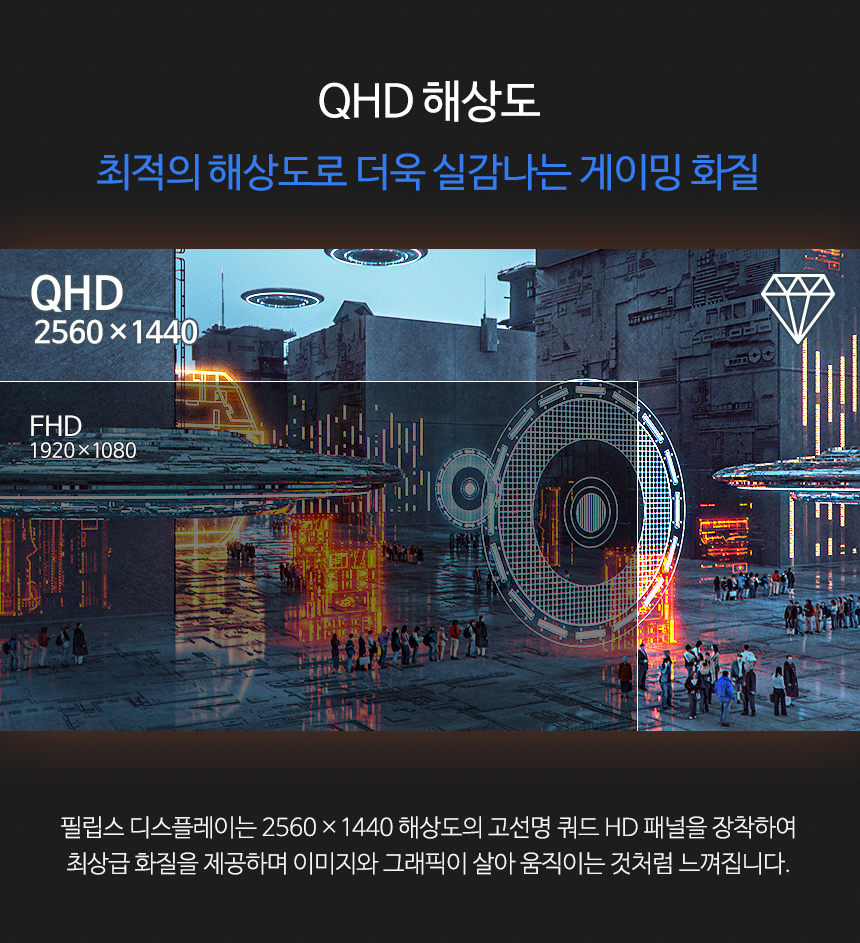 QHD 해상도
최적의 해상도로 더욱 실감나는 게이밍 화질
QHD
2560×1440
FHD
1920×1080
필립스 디스플레이는 2560×1440 해상도의 고선명 쿼드 HD 패널을 장착하여
최상급 화질을 제공하며 이미지와 그래픽이 살아 움직이는 것처럼 느껴집니다.